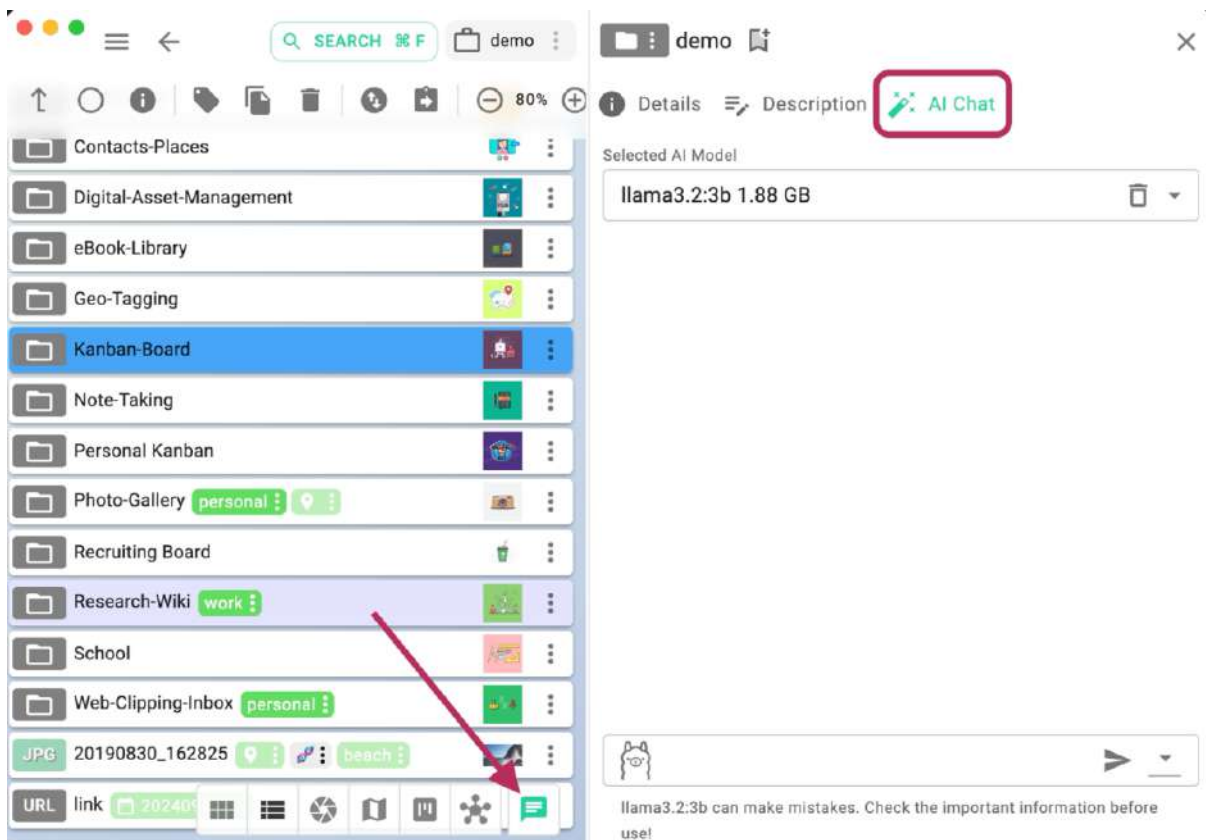 SEARCH ⌘ F
demo
80%
Contacts-Places
Digital-Asset-Management
eBook-Library
Geo-Tagging
Kanban-Board
Note-Taking
Personal Kanban
Photo-Gallery personal
Recruiting Board
Research-Wiki work
School
Web-Clipping-Inbox personal
JPG 20190830_162825 beach
URL link 202409
demo
Details Description AI Chat
Selected AI Model
llama3.2:3b 1.88 GB
llama3.2:3b can make mistakes. Check the important information before
use!